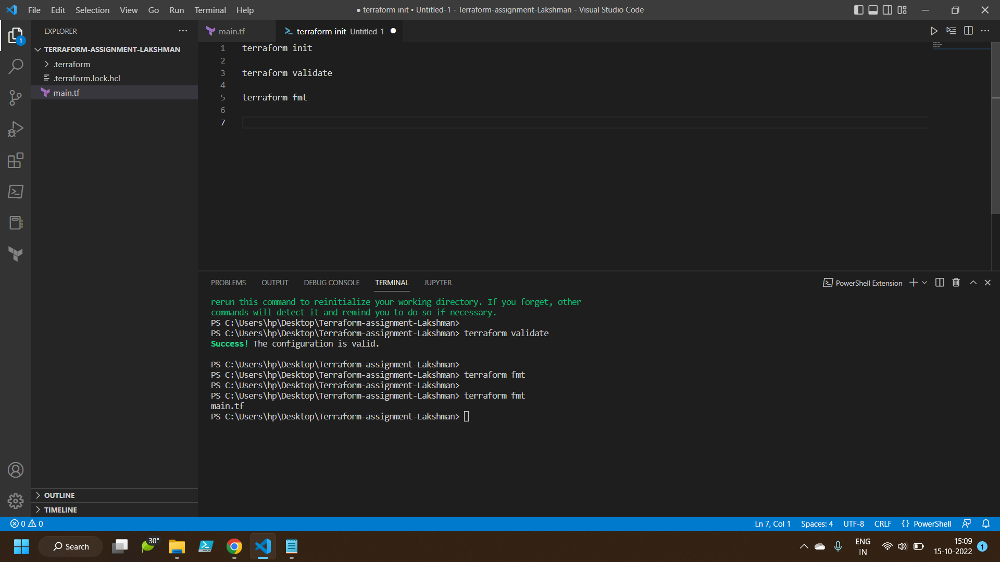 File Edit Selection View Go Run Terminal Help
● terraform init • Untitled-1 - Terraform-assignment-Lakshman - Visual Studio Code
1
EXPLORER
TERRAFORM-ASSIGNMENT-LAKSHMAN
.terraform
.terraform.lock.hcl
main.tf
OUTLINE
TIMELINE
main.tf
terraform init Untitled-1
1 terraform init
2
3 terraform validate
4
5 terraform fmt
6
7
PROBLEMS OUTPUT DEBUG CONSOLE TERMINAL JUPYTER
PowerShell Extension
rerun this command to reinitialize your working directory. If you forget, other
commands will detect it and remind you to do so if necessary.
PS C:\Users\hp\Desktop\Terraform-assignment-Lakshman>
PS C:\Users\hp\Desktop\Terraform-assignment-Lakshman> terraform validate
Success! The configuration is valid.
PS C:\Users\hp\Desktop\Terraform-assignment-Lakshman>
PS C:\Users\hp\Desktop\Terraform-assignment-Lakshman> terraform fmt
PS C:\Users\hp\Desktop\Terraform-assignment-Lakshman>
PS C:\Users\hp\Desktop\Terraform-assignment-Lakshman> terraform fmt
main.tf
PS C:\Users\hp\Desktop\Terraform-assignment-Lakshman>
0 0
Ln 7, Col 1 Spaces: 4 UTF-8 CRLF {} PowerShell
30°
Search
ENG
IN
15:09
15-10-2022
1